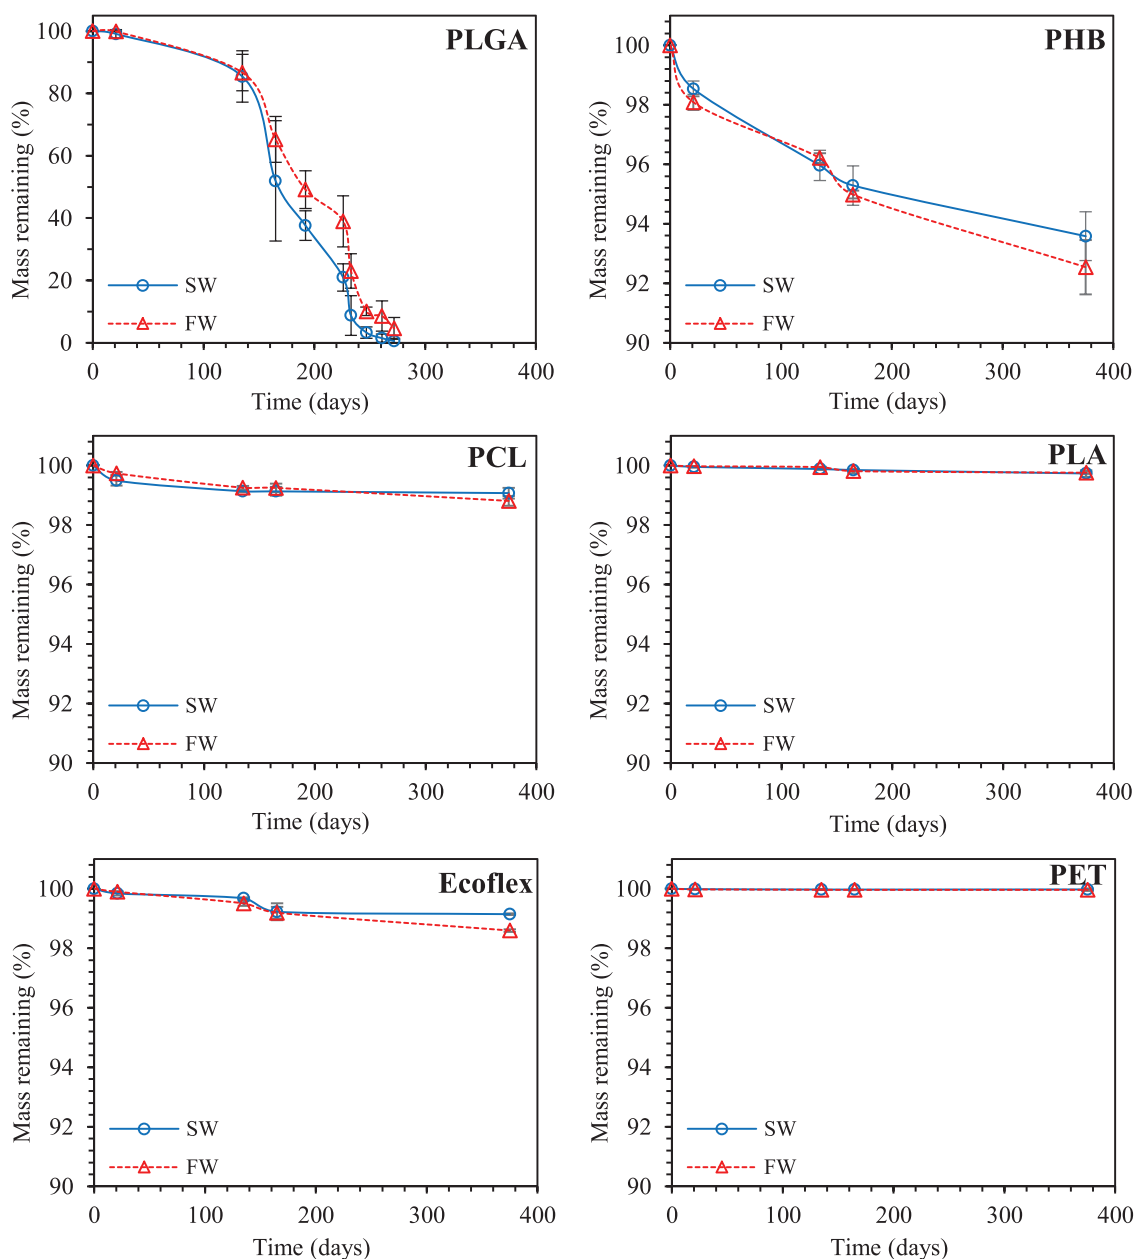 PLGA
Mass remaining (%)
100
80
60
40
20
0
SW
FW
0 100 200 300 400
Time (days)
PHB
Mass remaining (%)
100
98
96
94
92
90
SW
FW
0 100 200 300 400
Time (days)
PCL
Mass remaining (%)
100
98
96
94
92
90
SW
FW
0 100 200 300 400
Time (days)
PLA
Mass remaining (%)
100
98
96
94
92
90
SW
FW
0 100 200 300 400
Time (days)
Ecoflex
Mass remaining (%)
100
98
96
94
92
90
SW
FW
0 100 200 300 400
Time (days)
PET
Mass remaining (%)
100
98
96
94
92
90
SW
FW
0 100 200 300 400
Time (days)